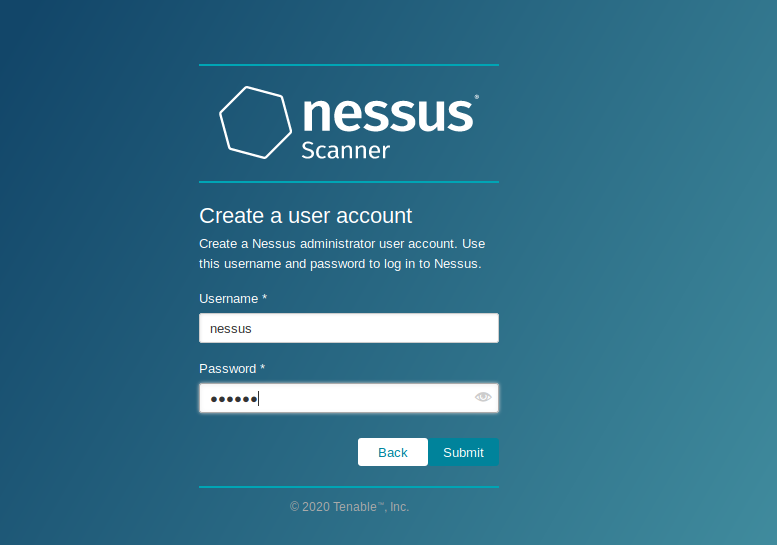 nessus®
Scanner
Create a user account
Create a Nessus administrator user account. Use
this username and password to log in to Nessus.
Username *
nessus
Password *
●●●●●●
Back
Submit
© 2020 Tenable™, Inc.